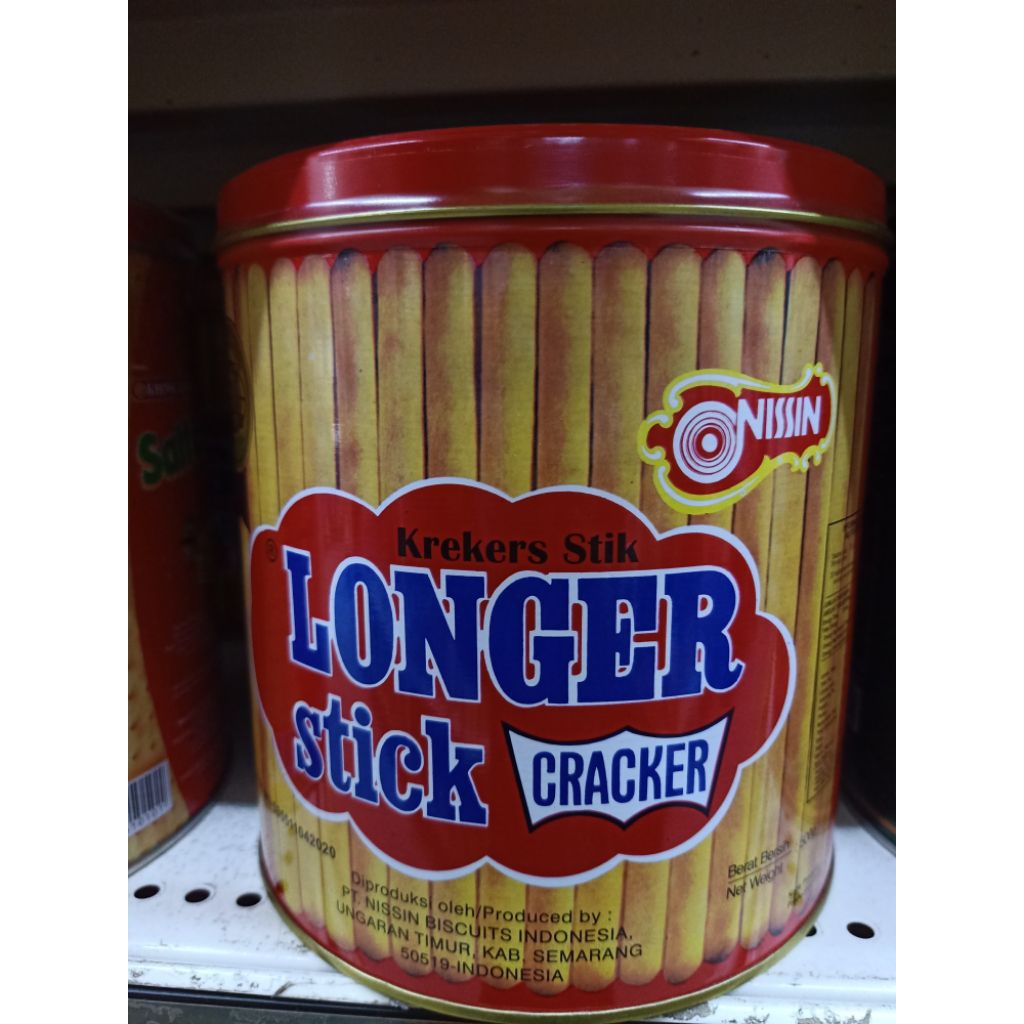 NISSIN
Krekers Stik
LONGER
stick
CRACKER
Berat Bersih
Net Weight
Diproduksi oleh/Produced by :
PT. NISSIN BISCUITS INDONESIA,
UNGARAN TIMUR, KAB. SEMARANG
50519-INDONESIA